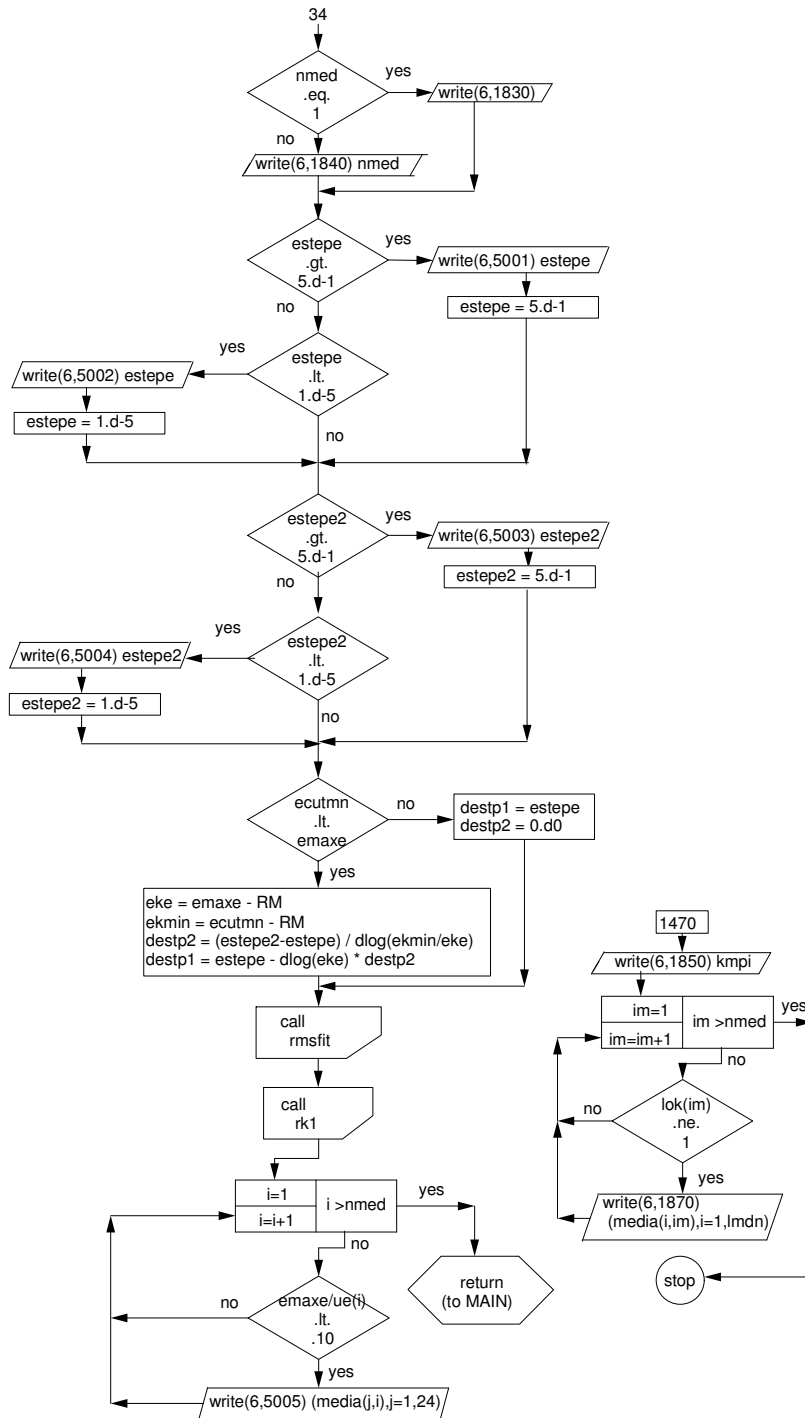 34
nmed
.eq.
1
yes
write(6,1830)
no
write(6,1840) nmed
estepe
.gt.
5.d-1
yes
write(6,5001) estepe
estepe = 5.d-1
no
estepe
.lt.
1.d-5
yes
write(6,5002) estepe
estepe = 1.d-5
no
estepe2
.gt.
5.d-1
yes
write(6,5003) estepe2
estepe2 = 5.d-1
no
estepe2
.lt.
1.d-5
yes
write(6,5004) estepe2
estepe2 = 1.d-5
no
ecutmn
.lt.
emaxe
no
destp1 = estepe
destp2 = 0.d0
yes
eke = emaxe - RM
ekmin = ecutmn - RM
destp2 = (estepe2-estepe) / dlog(ekmin/eke)
destp1 = estepe - dlog(eke) * destp2
call
rmsfit
call
rk1
i=1
i=i+1
i >nmed
yes
return
(to MAIN)
no
emaxe/ue(i)
.lt.
.10
no
yes
write(6,5005) (media(j,i),j=1,24)
1470
write(6,1850) kmpi
im=1
im=im+1
im >nmed
yes
no
lok(im)
.ne.
1
no
yes
write(6,1870)
(media(i,im),i=1,lmdn)
stop